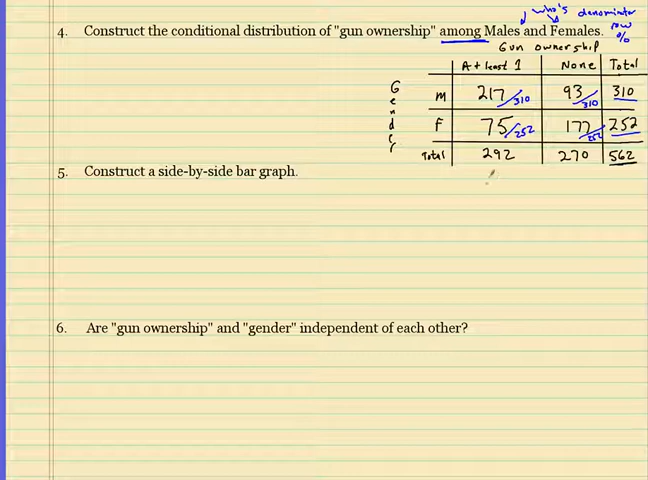 who's denominator
4. Construct the conditional distribution of "gun ownership" among Males and Females. row %
Gun ownership
At least 1 None Total
Gender
M 217/310 93/310 310
F 75/252 177/252 252
Total 292 270 562
5. Construct a side-by-side bar graph.
6. Are "gun ownership" and "gender" independent of each other?